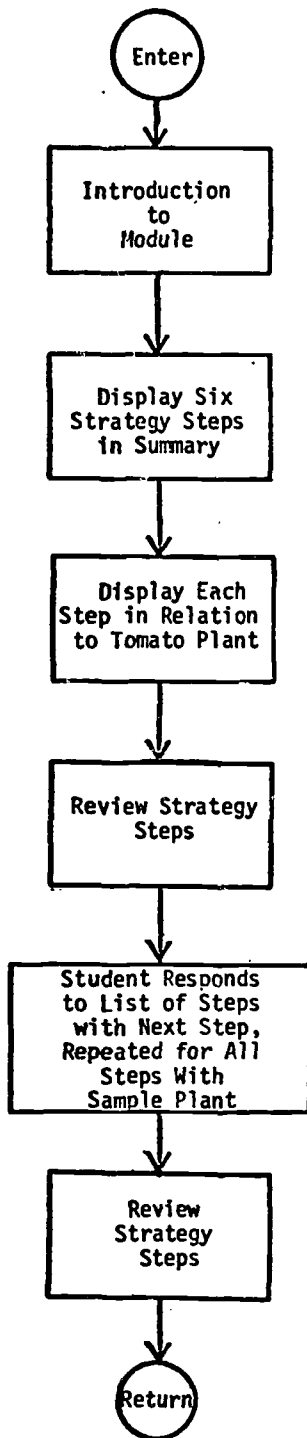 Enter
Introduction
to
Module
Display Six
Strategy Steps
in Summary
Display Each
Step in Relation
to Tomato Plant
Review Strategy
Steps
Student Responds
to List of Steps
with Next Step,
Repeated for All
Steps With
Sample Plant
Review
Strategy
Steps
Return